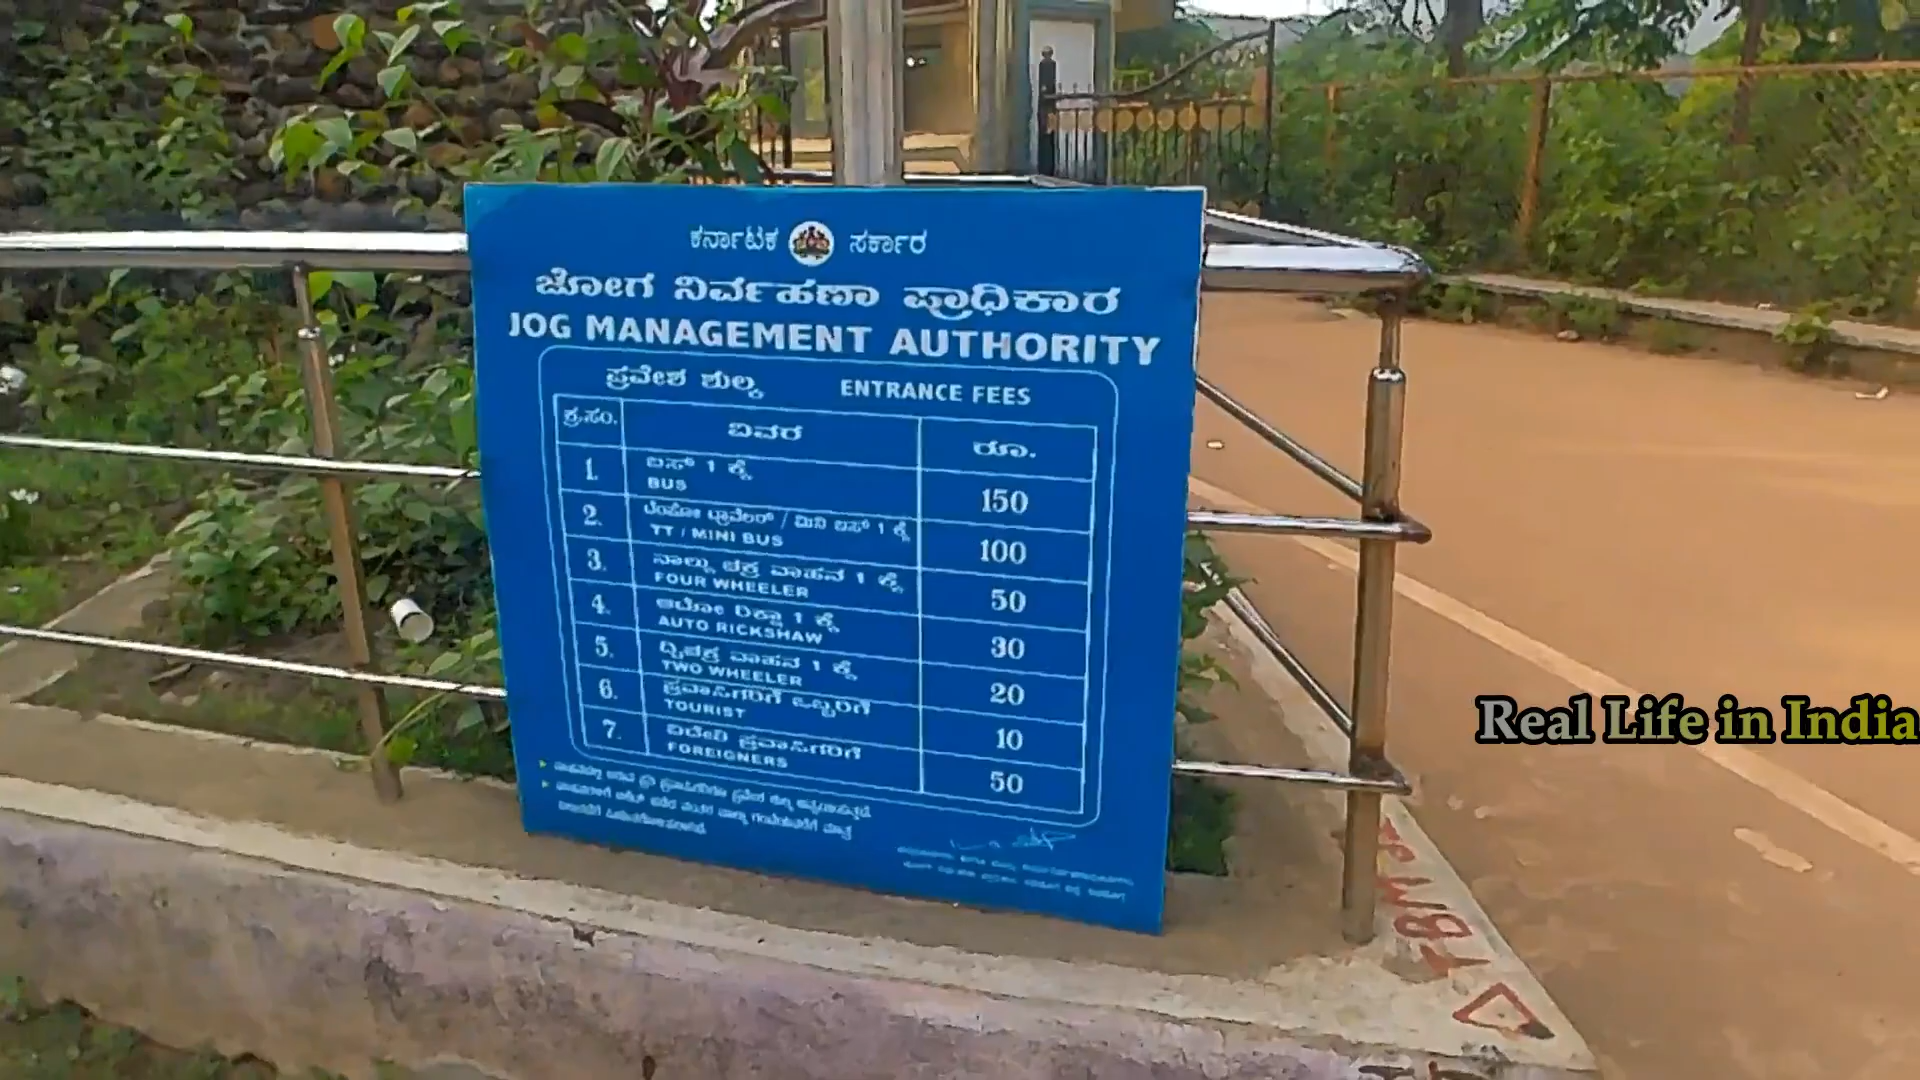 ಕರ್ನಾಟಕ ಸರ್ಕಾರ
ಜೋಗ ನಿರ್ವಹಣಾ ಪ್ರಾಧಿಕಾರ
JOG MANAGEMENT AUTHORITY
ಪ್ರವೇಶ ಶುಲ್ಕ ENTRANCE FEES
ಕ್ರ.ಸಂ. ವಿವರ ರೂ.
1. ಬಸ್ 1 ಕ್ಕೆ
BUS 150
2. ಟೆಂಪೋ ಟ್ರಾವೆಲರ್ / ಮಿನಿ ಬಸ್ 1 ಕ್ಕೆ
TT / MINI BUS 100
3. ನಾಲ್ಕು ಚಕ್ರ ವಾಹನ 1 ಕ್ಕೆ
FOUR WHEELER 50
4. ಆಟೋ ರಿಕ್ಷಾ 1 ಕ್ಕೆ
AUTO RICKSHAW 30
5. ದ್ವಿಚಕ್ರ ವಾಹನ 1 ಕ್ಕೆ
TWO WHEELER 20
6. ಪ್ರವಾಸಿಗರಿಗೆ ಒಬ್ಬರಿಗೆ
TOURIST 10
7. ವಿದೇಶಿ ಪ್ರವಾಸಿಗರಿಗೆ
FOREIGNERS 50
Real Life in India